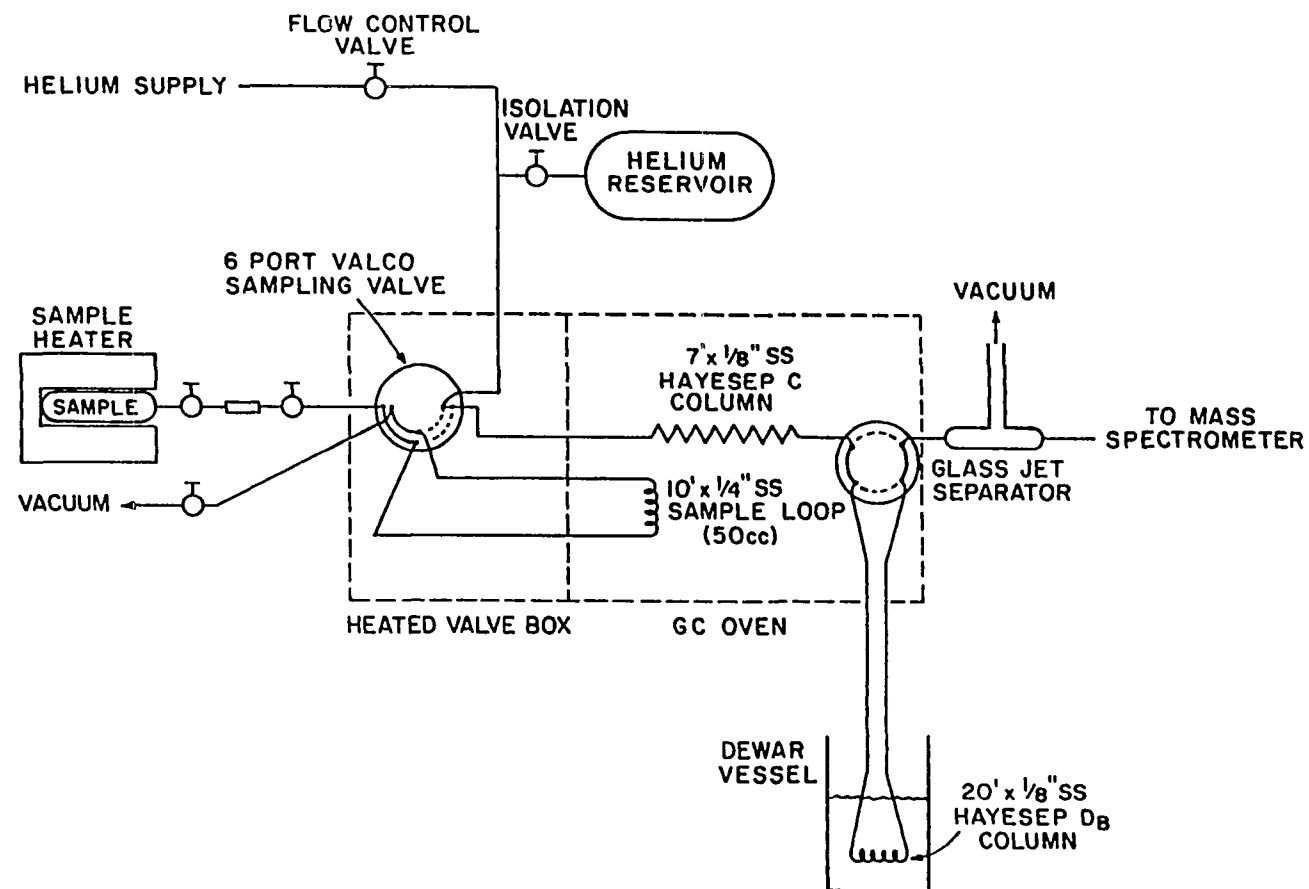 FLOW CONTROL
VALVE
HELIUM SUPPLY
ISOLATION
VALVE
HELIUM
RESERVOIR
6 PORT VALCO
SAMPLING VALVE
VACUUM
SAMPLE
HEATER
7' x 1/8" SS
HAYESEP C
COLUMN
SAMPLE
TO MASS
SPECTROMETER
GLASS JET
SEPARATOR
VACUUM
10' x 1/4" SS
SAMPLE LOOP
(50cc)
HEATED VALVE BOX
GC OVEN
DEWAR
VESSEL
20' x 1/8" SS
HAYESEP DB
COLUMN